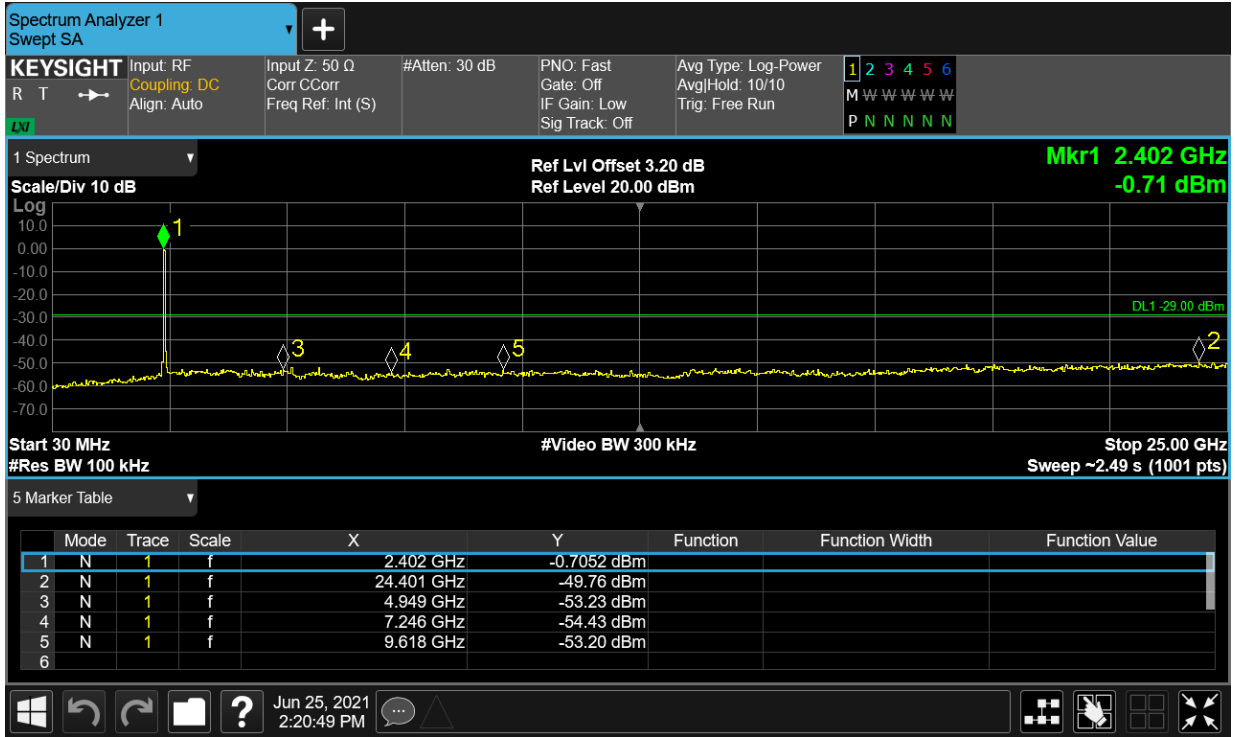 Spectrum Analyzer 1
Swept SA
+
KEYSIGHT Input: RF Input Z: 50 Ω #Atten: 30 dB PNO: Fast Avg Type: Log-Power 1 2 3 4 5 6
R T Coupling: DC Corr CCorr Gate: Off Avg|Hold: 10/10 M W W W W W
Align: Auto Freq Ref: Int (S) IF Gain: Low Trig: Free Run
LXI Sig Track: Off P N N N N N
1 Spectrum Ref Lvl Offset 3.20 dB Mkr1 2.402 GHz
Scale/Div 10 dB Ref Level 20.00 dBm -0.71 dBm
Log
10.0 1
0.00
-10.0
-20.0
DL1 -29.00 dBm
-30.0
-40.0 3 4 5 2
-50.0
-60.0
-70.0
Start 30 MHz #Video BW 300 kHz Stop 25.00 GHz
#Res BW 100 kHz Sweep ~2.49 s (1001 pts)
5 Marker Table
Mode Trace Scale X Y Function Function Width Function Value
1 N 1 f 2.402 GHz -0.7052 dBm
2 N 1 f 24.401 GHz -49.76 dBm
3 N 1 f 4.949 GHz -53.23 dBm
4 N 1 f 7.246 GHz -54.43 dBm
5 N 1 f 9.618 GHz -53.20 dBm
6
? Jun 25, 2021
2:20:49 PM